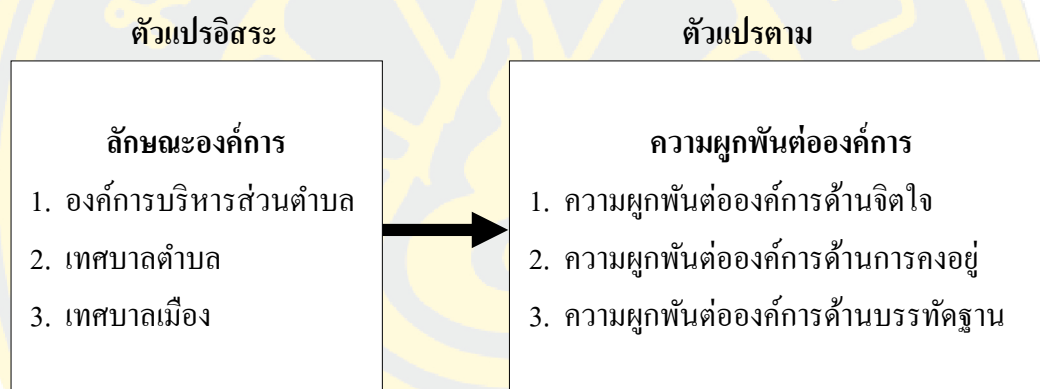 ตัวแปรอิสระ
ตัวแปรตาม
ลักษณะองค์การ
1. องค์การบริหารส่วนตำบล
2. เทศบาลตำบล
3. เทศบาลเมือง
ความผูกพันต่อองค์การ
1. ความผูกพันต่อองค์การด้านจิตใจ
2. ความผูกพันต่อองค์การด้านการคงอยู่
3. ความผูกพันต่อองค์การด้านบรรทัดฐาน